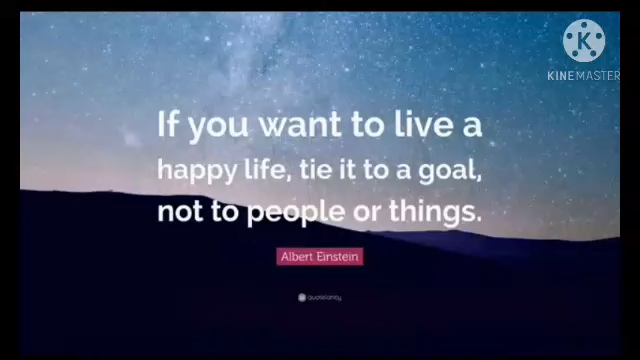 KINEMASTER
If you want to live a
happy life, tie it to a goal,
not to people or things.
Albert Einstein
quotefancy